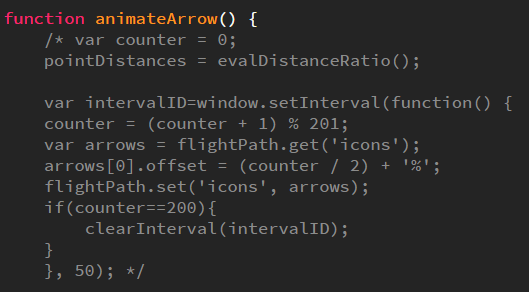 function animateArrow() {
/* var counter = 0;
pointDistances = evalDistanceRatio();
var intervalID=window.setInterval(function() {
counter = (counter + 1) % 201;
var arrows = flightPath.get('icons');
arrows[0].offset = (counter / 2) + '%';
flightPath.set('icons', arrows);
if(counter==200){
clearInterval(intervalID);
}
}, 50); */